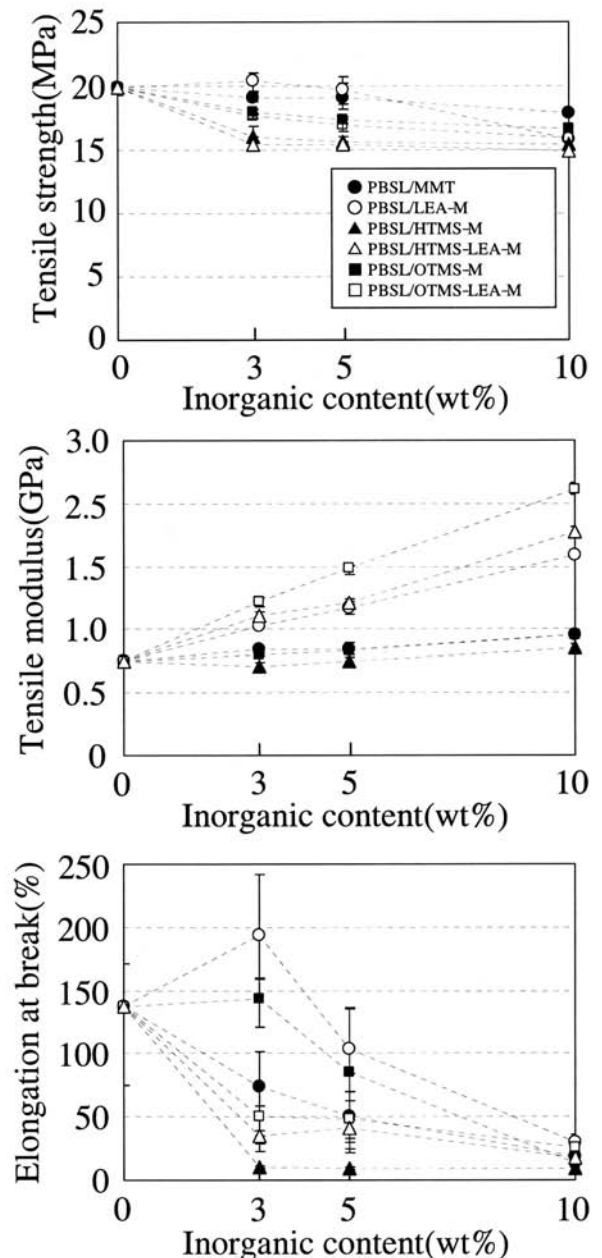 Tensile strength(MPa)
25
20
15
10
5
0
PBSL/MMT
PBSL/LEA-M
PBSL/HTMS-M
PBSL/HTMS-LEA-M
PBSL/OTMS-M
PBSL/OTMS-LEA-M
0 3 5 10
Inorganic content(wt%)
Tensile modulus(GPa)
3.0
2.5
1.5
1.0
0.5
0
0 3 5 10
Inorganic content(wt%)
Elongation at break(%)
250
200
150
100
50
0
0 3 5 10
Inorganic content(wt%)